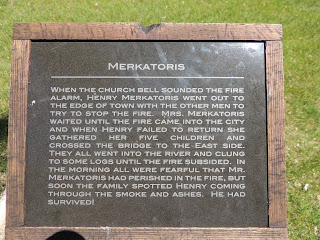 MERKATORIS
WHEN THE CHURCH BELL SOUNDED THE FIRE
ALARM, HENRY MERKATORIS WENT OUT TO
THE EDGE OF TOWN WITH THE OTHER MEN TO
TRY TO STOP THE FIRE. MRS. MERKATORIS
WAITED UNTIL THE FIRE CAME INTO THE CITY
AND WHEN HENRY FAILED TO RETURN SHE
GATHERED HER FIVE CHILDREN AND
CROSSED THE BRIDGE TO THE EAST SIDE.
THEY ALL WENT INTO THE RIVER AND CLUNG
TO SOME LOGS UNTIL THE FIRE SUBSIDED. IN
THE MORNING ALL WERE FEARFUL THAT MR.
MERKATORIS HAD PERISHED IN THE FIRE, BUT
SOON THE FAMILY SPOTTED HENRY COMING
THROUGH THE SMOKE AND ASHES. HE HAD
SURVIVED!